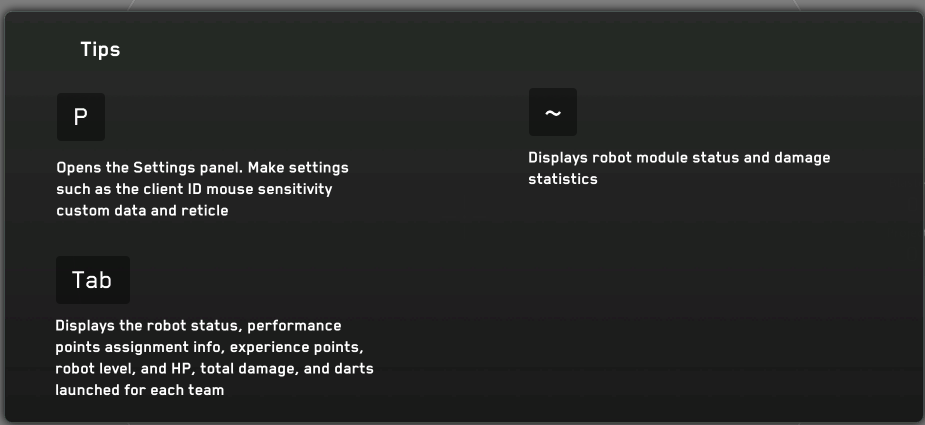 Tips
P
Opens the Settings panel. Make settings
such as the client ID mouse sensitivity
custom data and reticle
~
Displays robot module status and damage
statistics
Tab
Displays the robot status, performance
points assignment info, experience points,
robot level, and HP, total damage, and darts
launched for each team